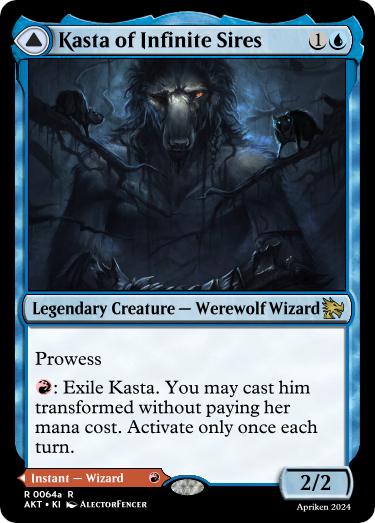 Kasta of Infinite Sires 1
Legendary Creature — Werewolf Wizard
Prowess
: Exile Kasta. You may cast him
transformed without paying her
mana cost. Activate only once each
turn.
Instant — Wizard
2/2
R 0064a R
AKT • KI AlectorFencer
Apriken 2024